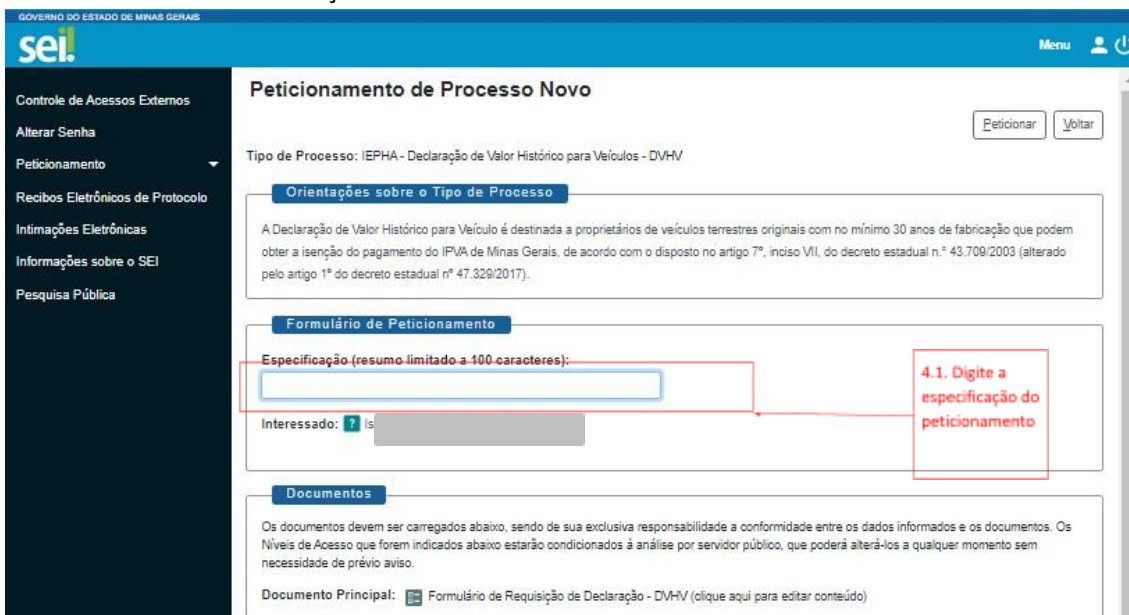 GOVERNO DO ESTADO DE MINAS GERAIS
sei!
Menu
Controle de Acessos Externos
Alterar Senha
Peticionamento
Recibos Eletrônicos de Protocolo
Intimações Eletrônicas
Informações sobre o SEI
Pesquisa Pública
Peticionamento de Processo Novo
Peticionar Voltar
Tipo de Processo: IEPHA - Declaração de Valor Histórico para Veículos - DVHV
Orientações sobre o Tipo de Processo
A Declaração de Valor Histórico para Veículo é destinada a proprietários de veículos terrestres originais com no mínimo 30 anos de fabricação que podem
obter a isenção do pagamento do IPVA de Minas Gerais, de acordo com o disposto no artigo 7º, inciso VII, do decreto estadual n.° 43.709/2003 (alterado
pelo artigo 1º do decreto estadual nº 47.329/2017).
Formulário de Peticionamento
Especificação (resumo limitado a 100 caracteres):
4.1. Digite a
especificação do
peticionamento
Interessado: ? is
Documentos
Os documentos devem ser carregados abaixo, sendo de sua exclusiva responsabilidade a conformidade entre os dados informados e os documentos. Os
Níveis de Acesso que forem indicados abaixo estarão condicionados à análise por servidor público, que poderá alterá-los a qualquer momento sem
necessidade de prévio aviso.
Documento Principal: Formulário de Requisição de Declaração - DVHV (clique aqui para editar conteúdo)